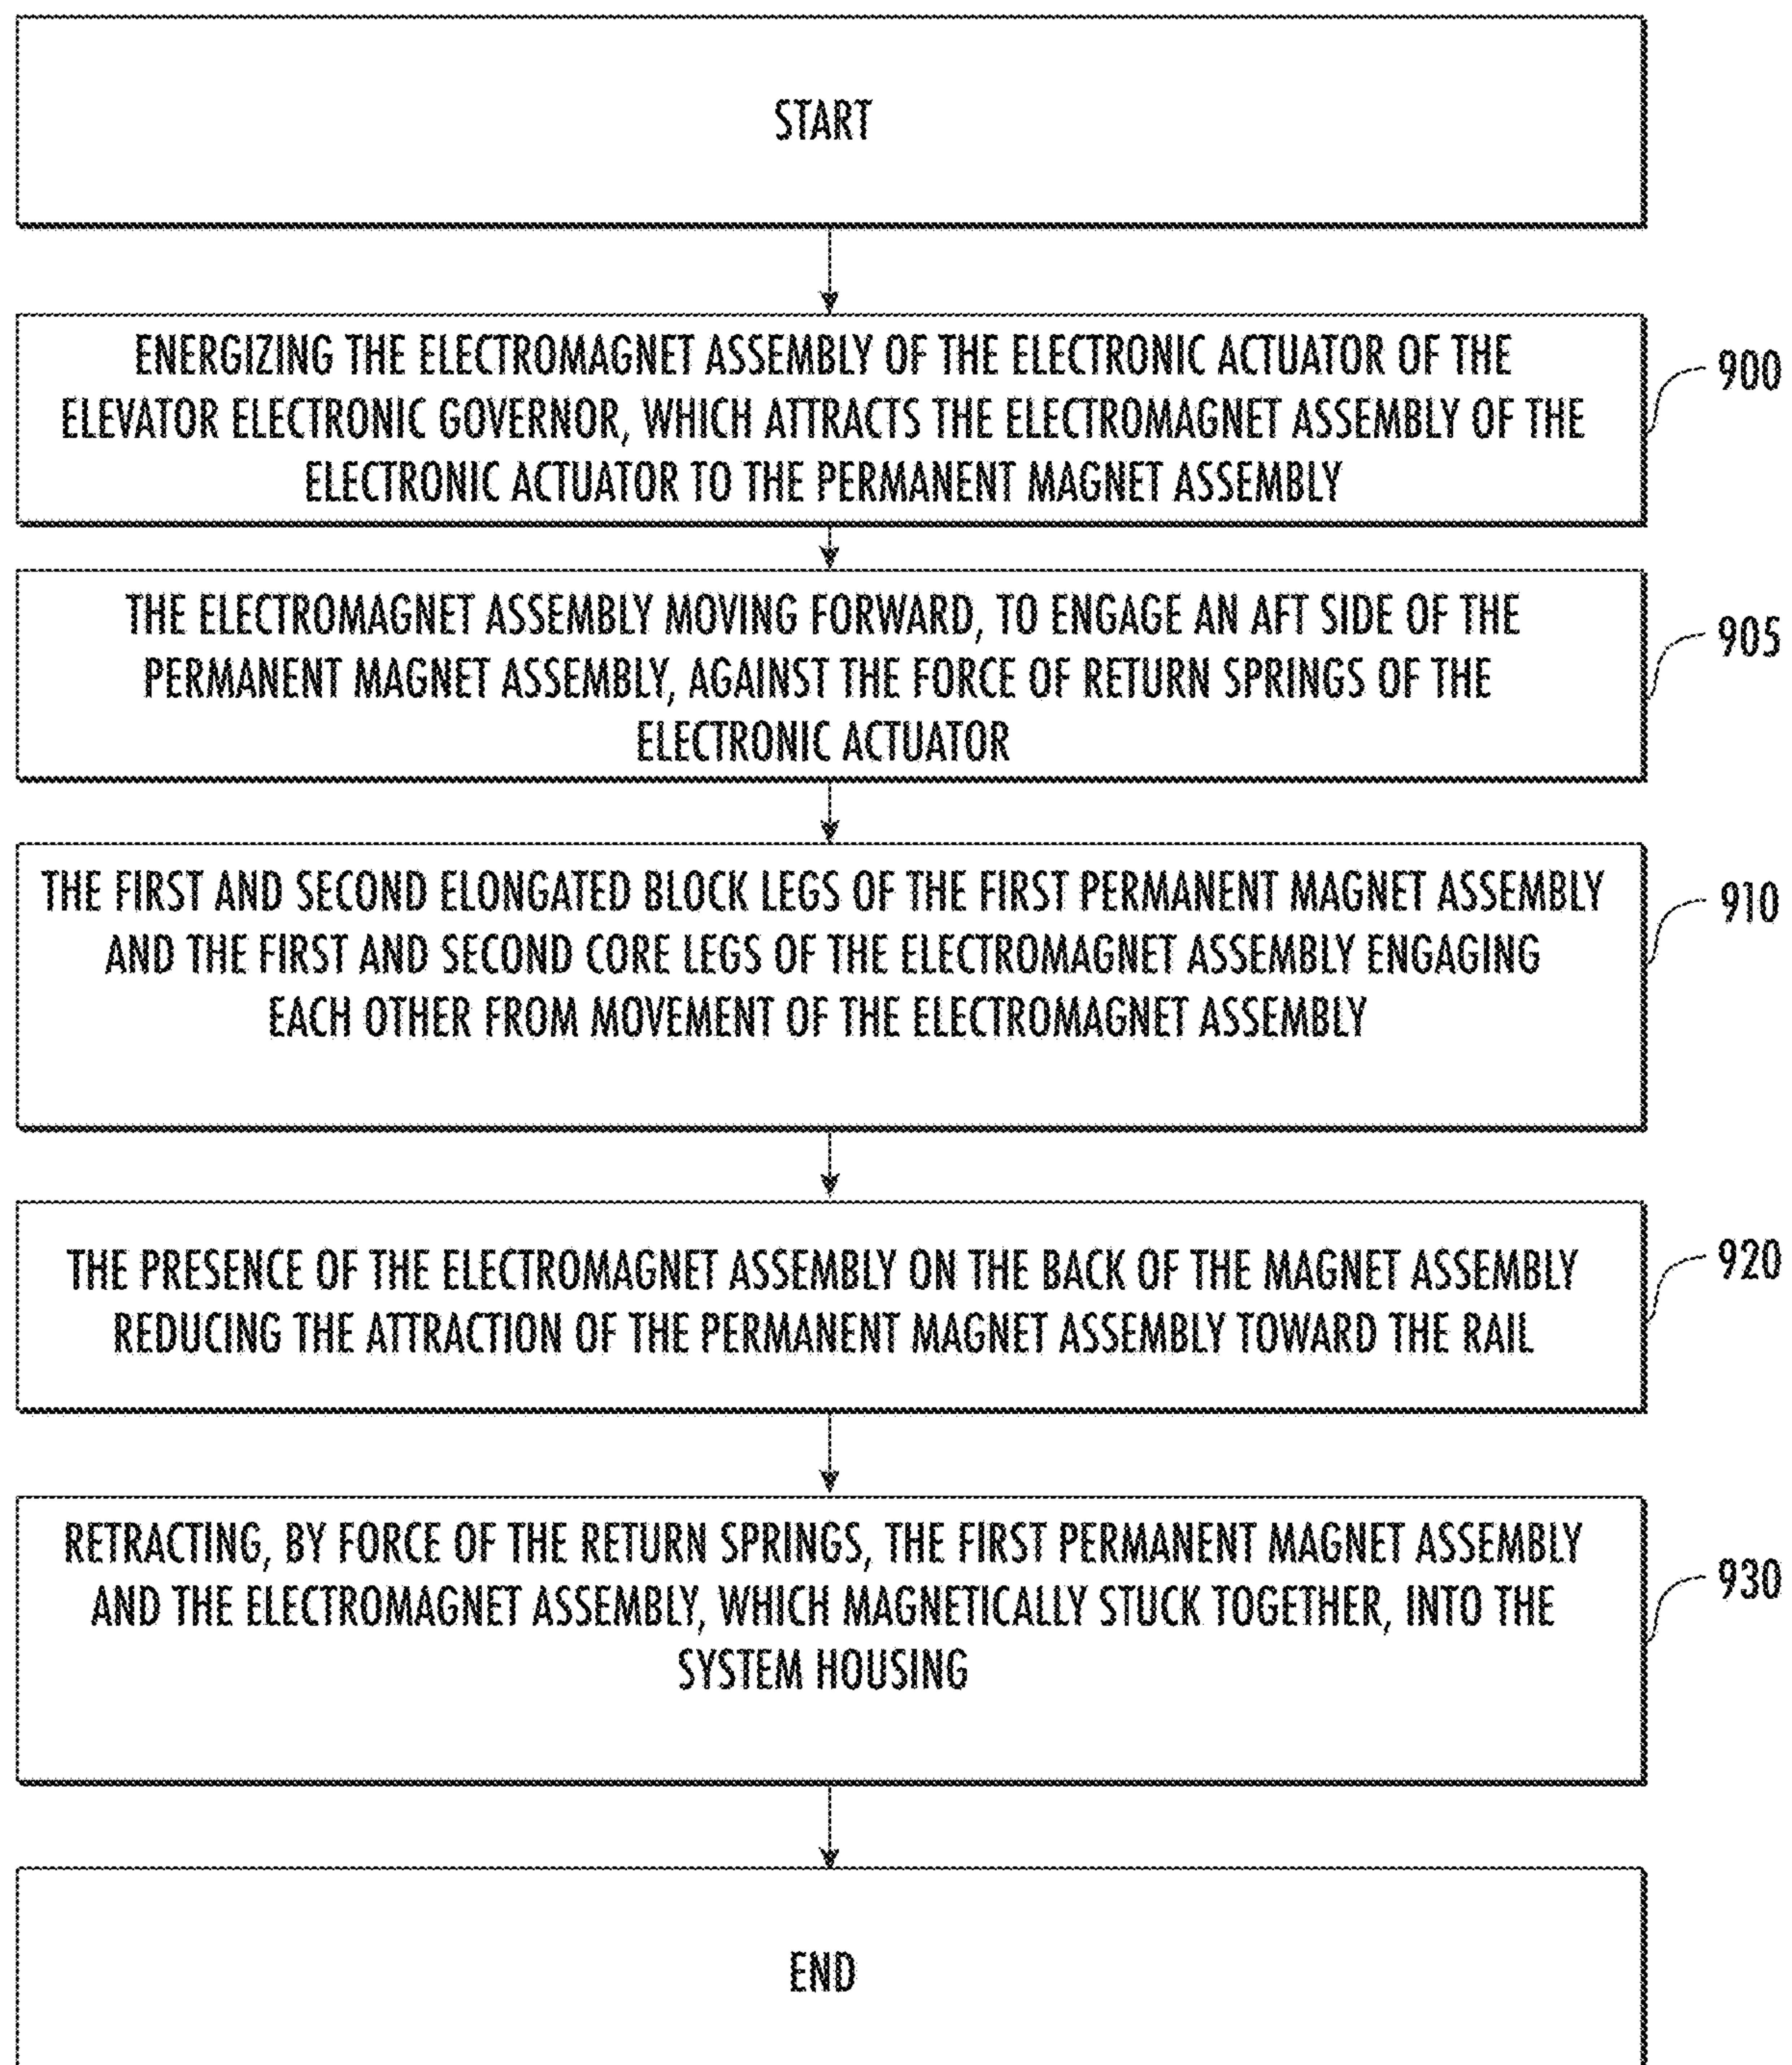 START
ENERGIZING THE ELECTROMAGNET ASSEMBLY OF THE ELECTRONIC ACTUATOR OF THE
ELEVATOR ELECTRONIC GOVERNOR, WHICH ATTRACTS THE ELECTROMAGNET ASSEMBLY OF THE
ELECTRONIC ACTUATOR TO THE PERMANENT MAGNET ASSEMBLY
900
THE ELECTROMAGNET ASSEMBLY MOVING FORWARD, TO ENGAGE AN AFT SIDE OF THE
PERMANENT MAGNET ASSEMBLY, AGAINST THE FORCE OF RETURN SPRINGS OF THE
ELECTRONIC ACTUATOR
905
THE FIRST AND SECOND ELONGATED BLOCK LEGS OF THE FIRST PERMANENT MAGNET ASSEMBLY
AND THE FIRST AND SECOND CORE LEGS OF THE ELECTROMAGNET ASSEMBLY ENGAGING
EACH OTHER FROM MOVEMENT OF THE ELECTROMAGNET ASSEMBLY
910
THE PRESENCE OF THE ELECTROMAGNET ASSEMBLY ON THE BACK OF THE MAGNET ASSEMBLY
REDUCING THE ATTRACTION OF THE PERMANENT MAGNET ASSEMBLY TOWARD THE RAIL
920
RETRACTING, BY FORCE OF THE RETURN SPRINGS, THE FIRST PERMANENT MAGNET ASSEMBLY
AND THE ELECTROMAGNET ASSEMBLY, WHICH MAGNETICALLY STUCK TOGETHER, INTO THE
SYSTEM HOUSING
930
END